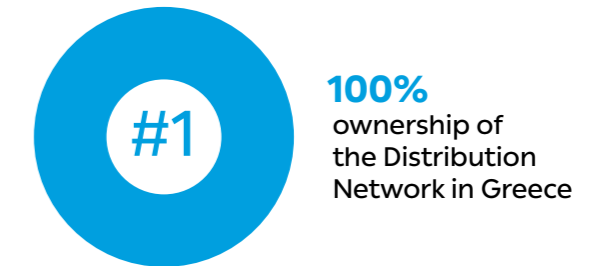 #1
100%
ownership of
the Distribution
Network in Greece